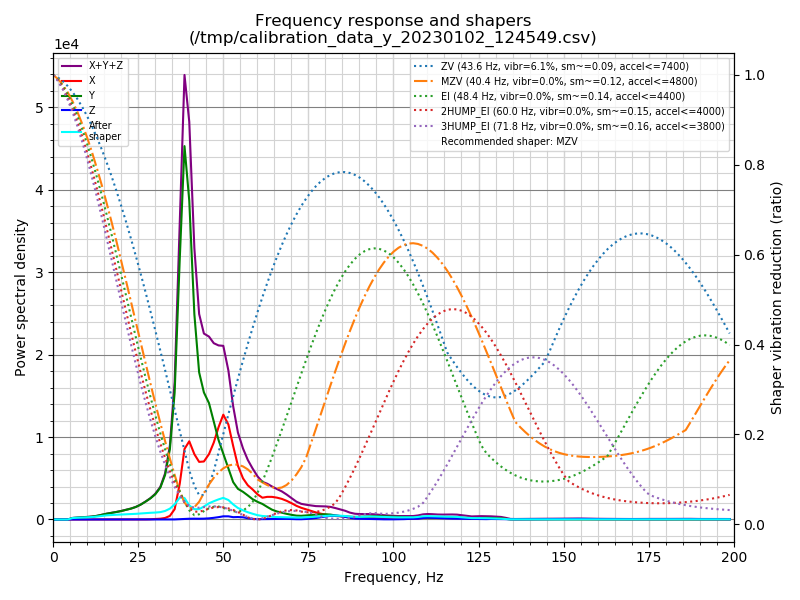 Frequency response and shapers
(/tmp/calibration_data_y_20230102_124549.csv)
1e4
X+Y+Z
X
Y
Z
After
shaper
ZV (43.6 Hz, vibr=6.1%, sm~=0.09, accel<=7400)
MZV (40.4 Hz, vibr=0.0%, sm~=0.12, accel<=4800)
EI (48.4 Hz, vibr=0.0%, sm~=0.14, accel<=4400)
2HUMP_EI (60.0 Hz, vibr=0.0%, sm~=0.15, accel<=4000)
3HUMP_EI (71.8 Hz, vibr=0.0%, sm~=0.16, accel<=3800)
Recommended shaper: MZV
Power spectral density
5
4
3
2
1
0
1.0
0.8
0.6
0.4
0.2
0.0
Shaper vibration reduction (ratio)
0 25 50 75 100 125 150 175 200
Frequency, Hz